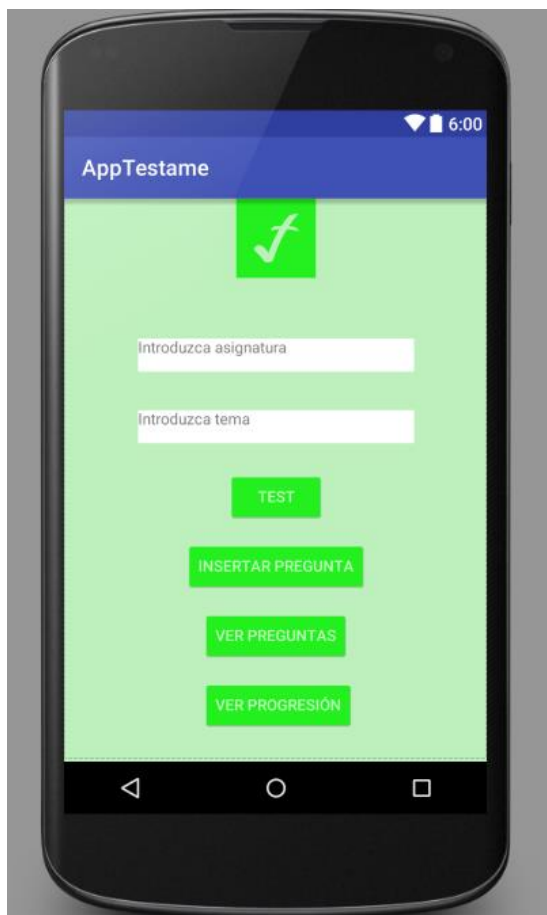 6:00
AppTestame
Introduzca asignatura
Introduzca tema
TEST
INSERTAR PREGUNTA
VER PREGUNTAS
VER PROGRESIÓN